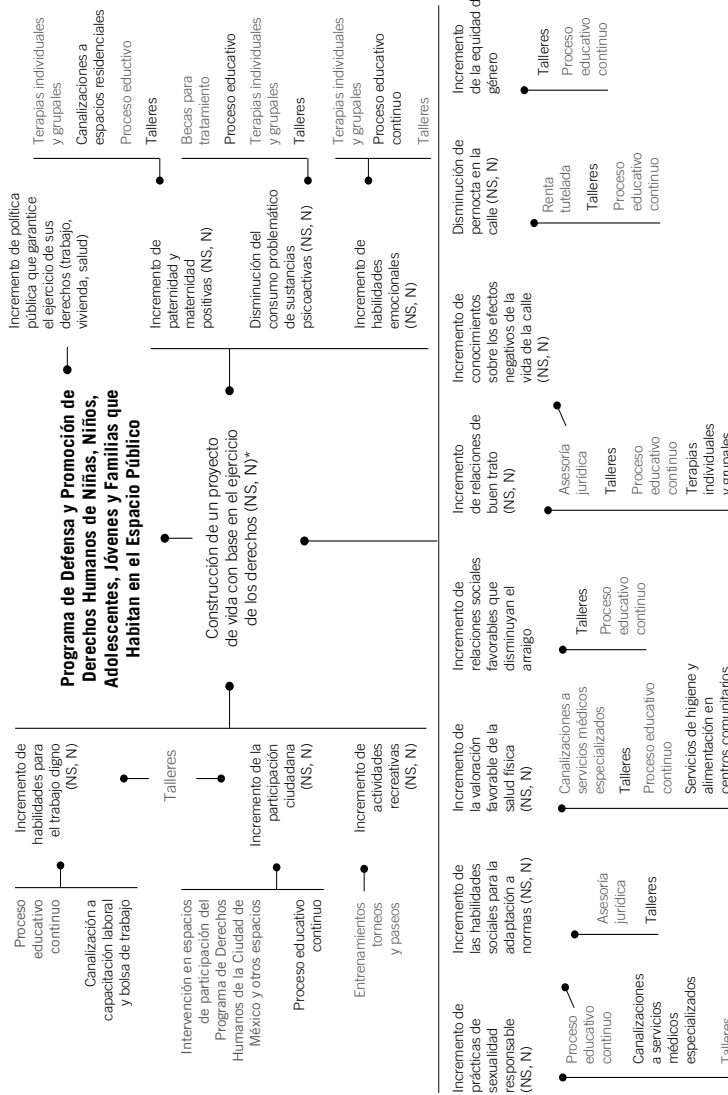 Programa de Defensa y Promoción de
Derechos Humanos de Niñas, Niños,
Adolescentes, Jóvenes y Familias que
Habitan en el Espacio Público
Construcción de un proyecto
de vida con base en el ejercicio
de los derechos (NS, N)*
Proceso
educativo
continuo
Canalización a
capacitación laboral
y bolsa de trabajo
Incremento de
habilidades para
el trabajo digno
(NS, N)
Talleres
Intervención en espacios
de participación del
Programa de Derechos
Humanos de la Ciudad de
México y otros espacios
Proceso educativo
continuo
Incremento de la
participación
ciudadana
(NS, N)
Entrenamientos
torneos
y paseos
Incremento de
actividades
recreativas
(NS, N)
Incremento de política
pública que garantice
el ejercicio de sus
derechos (trabajo,
vivienda, salud)
Incremento de
paternidad y
maternidad
positivas (NS, N)
Terapias individuales
y grupales
Canalizaciones a
espacios residenciales
Proceso eductivo
Talleres
Disminución del
consumo problemático
de sustancias
psicoactivas (NS, N)
Becas para
tratamiento
Proceso educativo
Terapias individuales
y grupales
Talleres
Incremento de
habilidades
emocionales
(NS, N)
Terapias individuales
y grupales
Proceso educativo
continuo
Talleres
Incremento de
prácticas de
sexualidad
responsable
(NS, N)
Proceso
educativo
continuo
Canalizaciones
a servicios
médicos
especializados
Talleres
Incremento de
las habilidades
sociales para la
adaptación a
normas (NS, N)
Asesoría
jurídica
Talleres
Incremento de
la valoración
favorable de la
salud física
(NS, N)
Canalizaciones a
servicios médicos
especializados
Talleres
Proceso educativo
continuo
Servicios de higiene y
alimentación en
centros comunitarios
Incremento de
relaciones sociales
favorables que
disminuyan el
arraigo
Talleres
Proceso
educativo
continuo
Incremento
de relaciones de
buen trato
(NS, N)
Asesoría
jurídica
Talleres
Proceso
educativo
continuo
Terapias
individuales
y grupales
Incremento de
conocimientos
sobre los efectos
negativos de la
vida de la calle
(NS, N)
Disminución de
pernocta en la
calle (NS, N)
Renta
tutelada
Talleres
Proceso
educativo
continuo
Incremento
de la equidad d
género
Talleres
Proceso
educativo
continuo